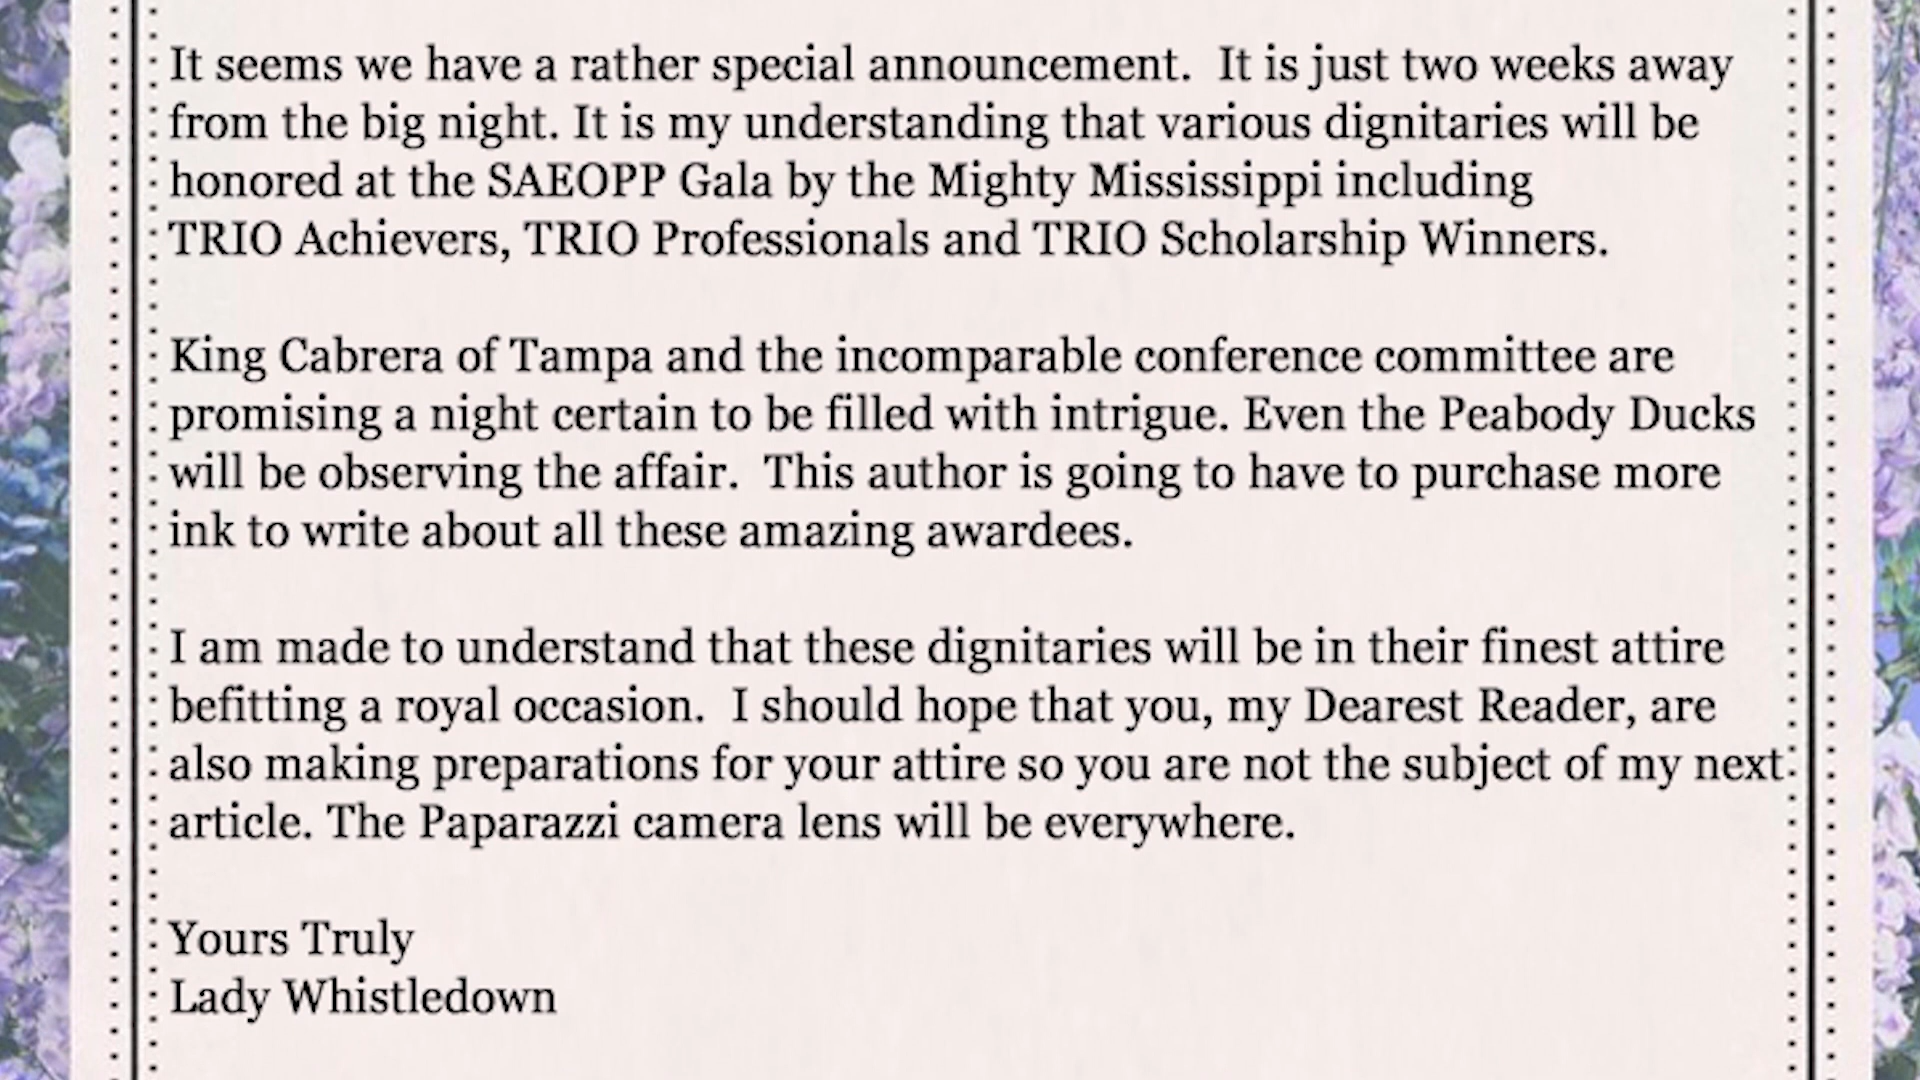 It seems we have a rather special announcement.  It is just two weeks away
from the big night. It is my understanding that various dignitaries will be
honored at the SAEOPP Gala by the Mighty Mississippi including
TRIO Achievers, TRIO Professionals and TRIO Scholarship Winners.
King Cabrera of Tampa and the incomparable conference committee are
promising a night certain to be filled with intrigue. Even the Peabody Ducks
will be observing the affair.  This author is going to have to purchase more
ink to write about all these amazing awardees.
I am made to understand that these dignitaries will be in their finest attire
befitting a royal occasion.  I should hope that you, my Dearest Reader, are
also making preparations for your attire so you are not the subject of my next
article. The Paparazzi camera lens will be everywhere.
Yours Truly
Lady Whistledown